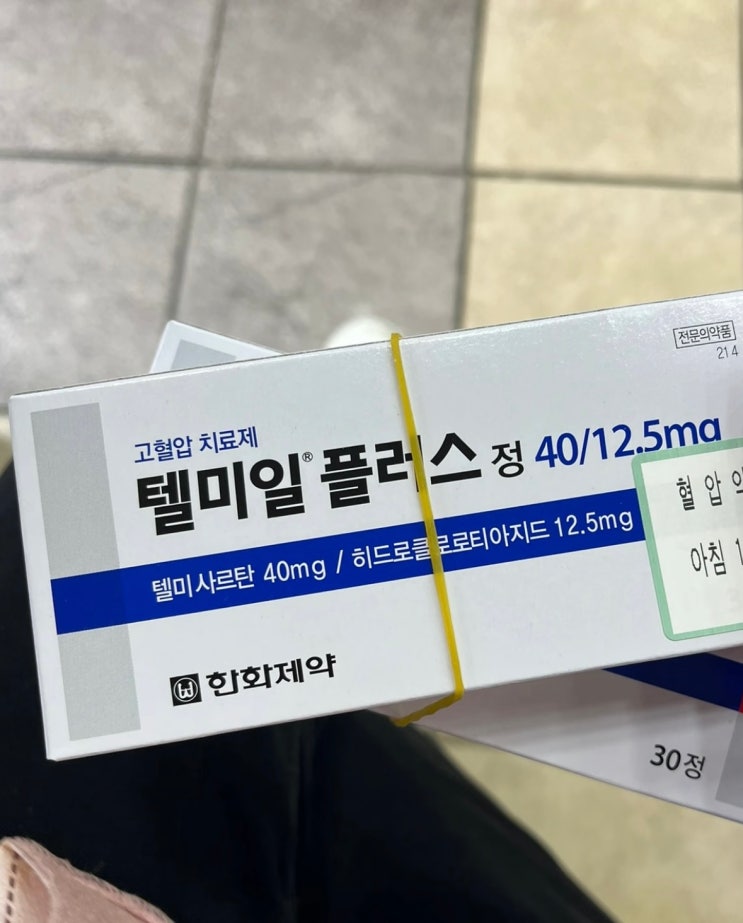 전문의약품
214
고혈압 치료제
텔미일® 플러스 정 40/12.5mg
텔미사르탄 40mg / 히드로클로로티아지드 12.5mg
혈압
아침
한화제약
30정